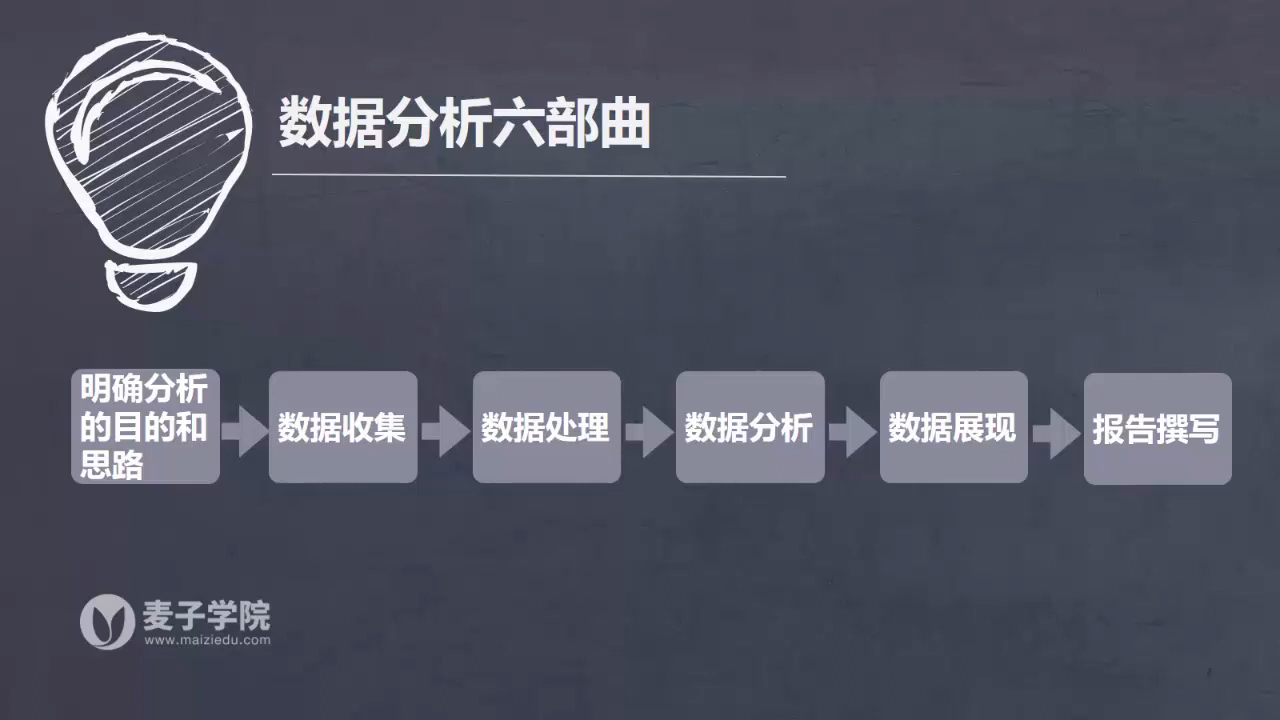 数据分析六部曲
明确分析
的目的和
思路
数据收集
数据处理
数据分析
数据展现
报告撰写
麦子学院
www.maiziedu.com